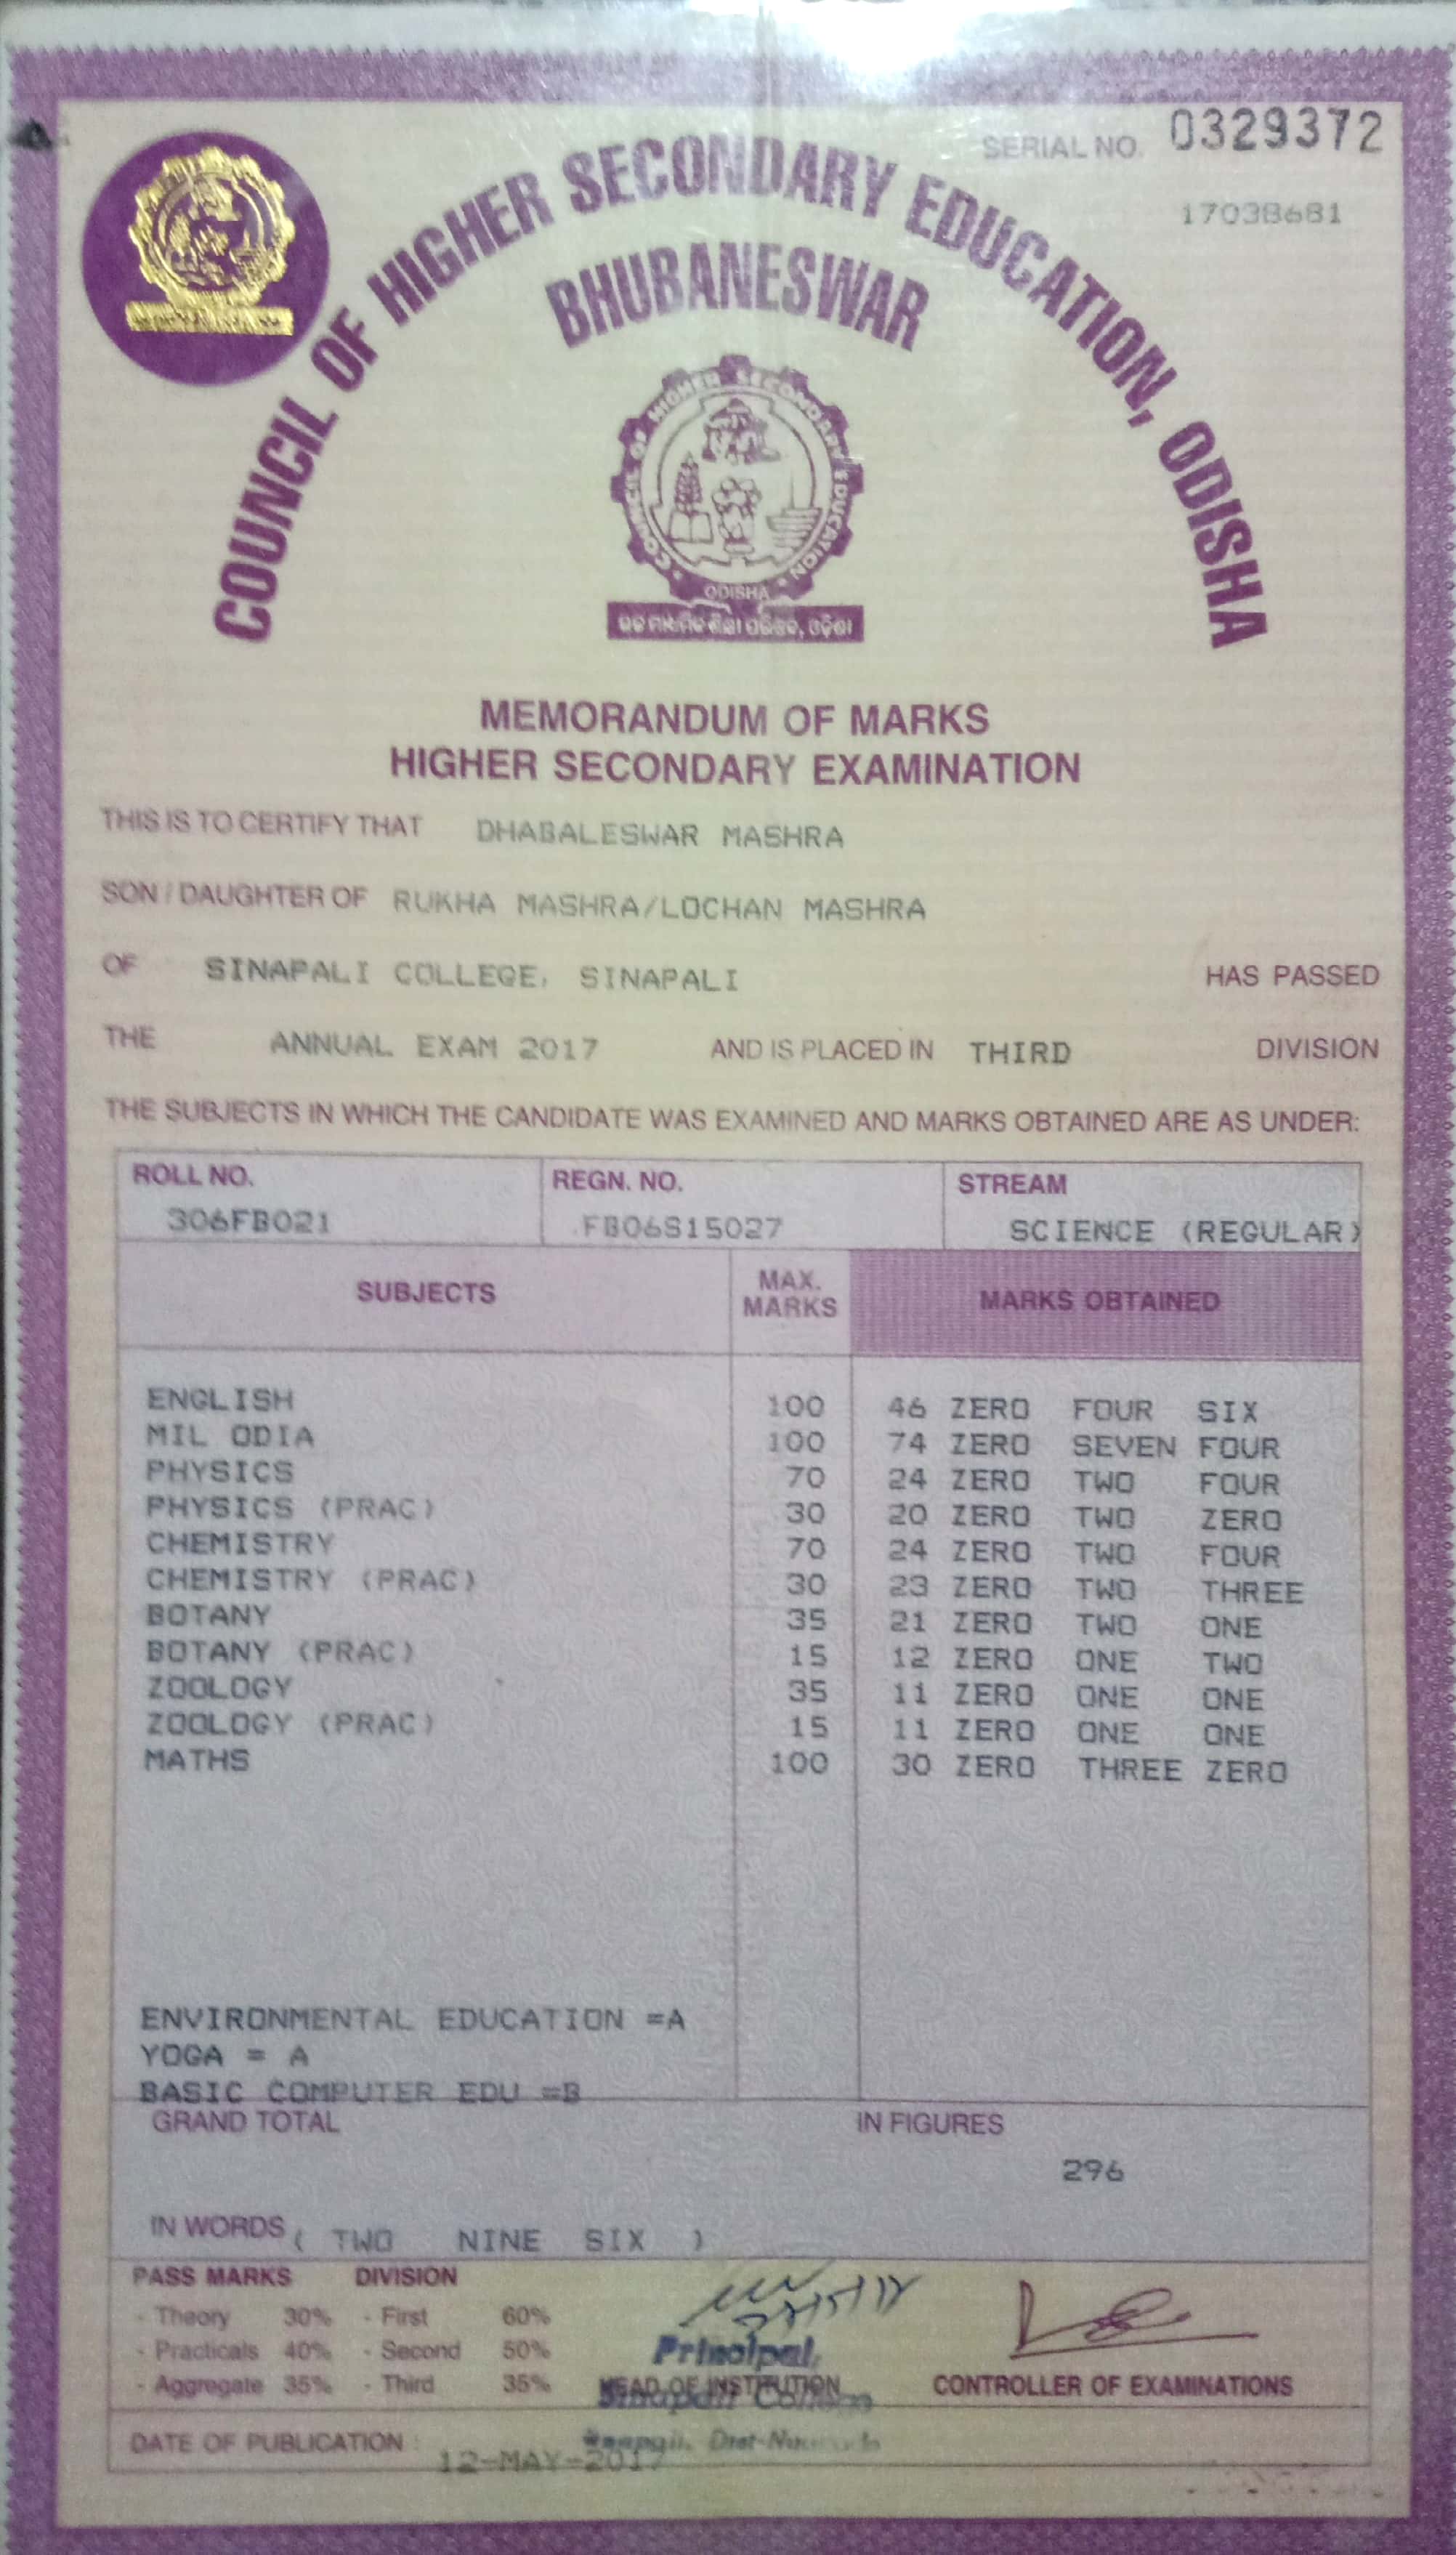 SERIAL NO. 0329372
17038681
COUNCIL OF HIGHER SECONDARY EDUCATION, ODISHA
BHUBANESWAR
COUNCIL OF HIGHER SECONDARY EDUCATION
ODISHA
MEMORANDUM OF MARKS
HIGHER SECONDARY EXAMINATION
THIS IS TO CERTIFY THAT DHABALESWAR MASHRA
SON / DAUGHTER OF RUKHA MASHRA/LOCHAN MASHRA
OF SINAPALI COLLEGE, SINAPALI HAS PASSED
THE ANNUAL EXAM 2017 AND IS PLACED IN THIRD DIVISION
THE SUBJECTS IN WHICH THE CANDIDATE WAS EXAMINED AND MARKS OBTAINED ARE AS UNDER:
ROLL NO. REGN. NO. STREAM
306FB021 FB06S15027 SCIENCE (REGULAR)
SUBJECTS MAX. MARKS MARKS OBTAINED
ENGLISH 100 46 ZERO FOUR SIX
MIL ODIA 100 74 ZERO SEVEN FOUR
PHYSICS 70 24 ZERO TWO FOUR
PHYSICS (PRAC) 30 20 ZERO TWO ZERO
CHEMISTRY 70 24 ZERO TWO FOUR
CHEMISTRY (PRAC) 30 23 ZERO TWO THREE
BOTANY 35 21 ZERO TWO ONE
BOTANY (PRAC) 15 12 ZERO ONE TWO
ZOOLOGY 35 11 ZERO ONE ONE
ZOOLOGY (PRAC) 15 11 ZERO ONE ONE
MATHS 100 30 ZERO THREE ZERO
ENVIRONMENTAL EDUCATION =A
YOGA = A
BASIC COMPUTER EDU =B
GRAND TOTAL IN FIGURES
296
IN WORDS ( TWO NINE SIX )
PASS MARKS DIVISION
- Theory 30% - First 60%
- Practicals 40% - Second 50%
- Aggregate 35% - Third 35%
Principal,
HEAD OF INSTITUTION
Sinapali College
CONTROLLER OF EXAMINATIONS
DATE OF PUBLICATION : 12-MAY-2017